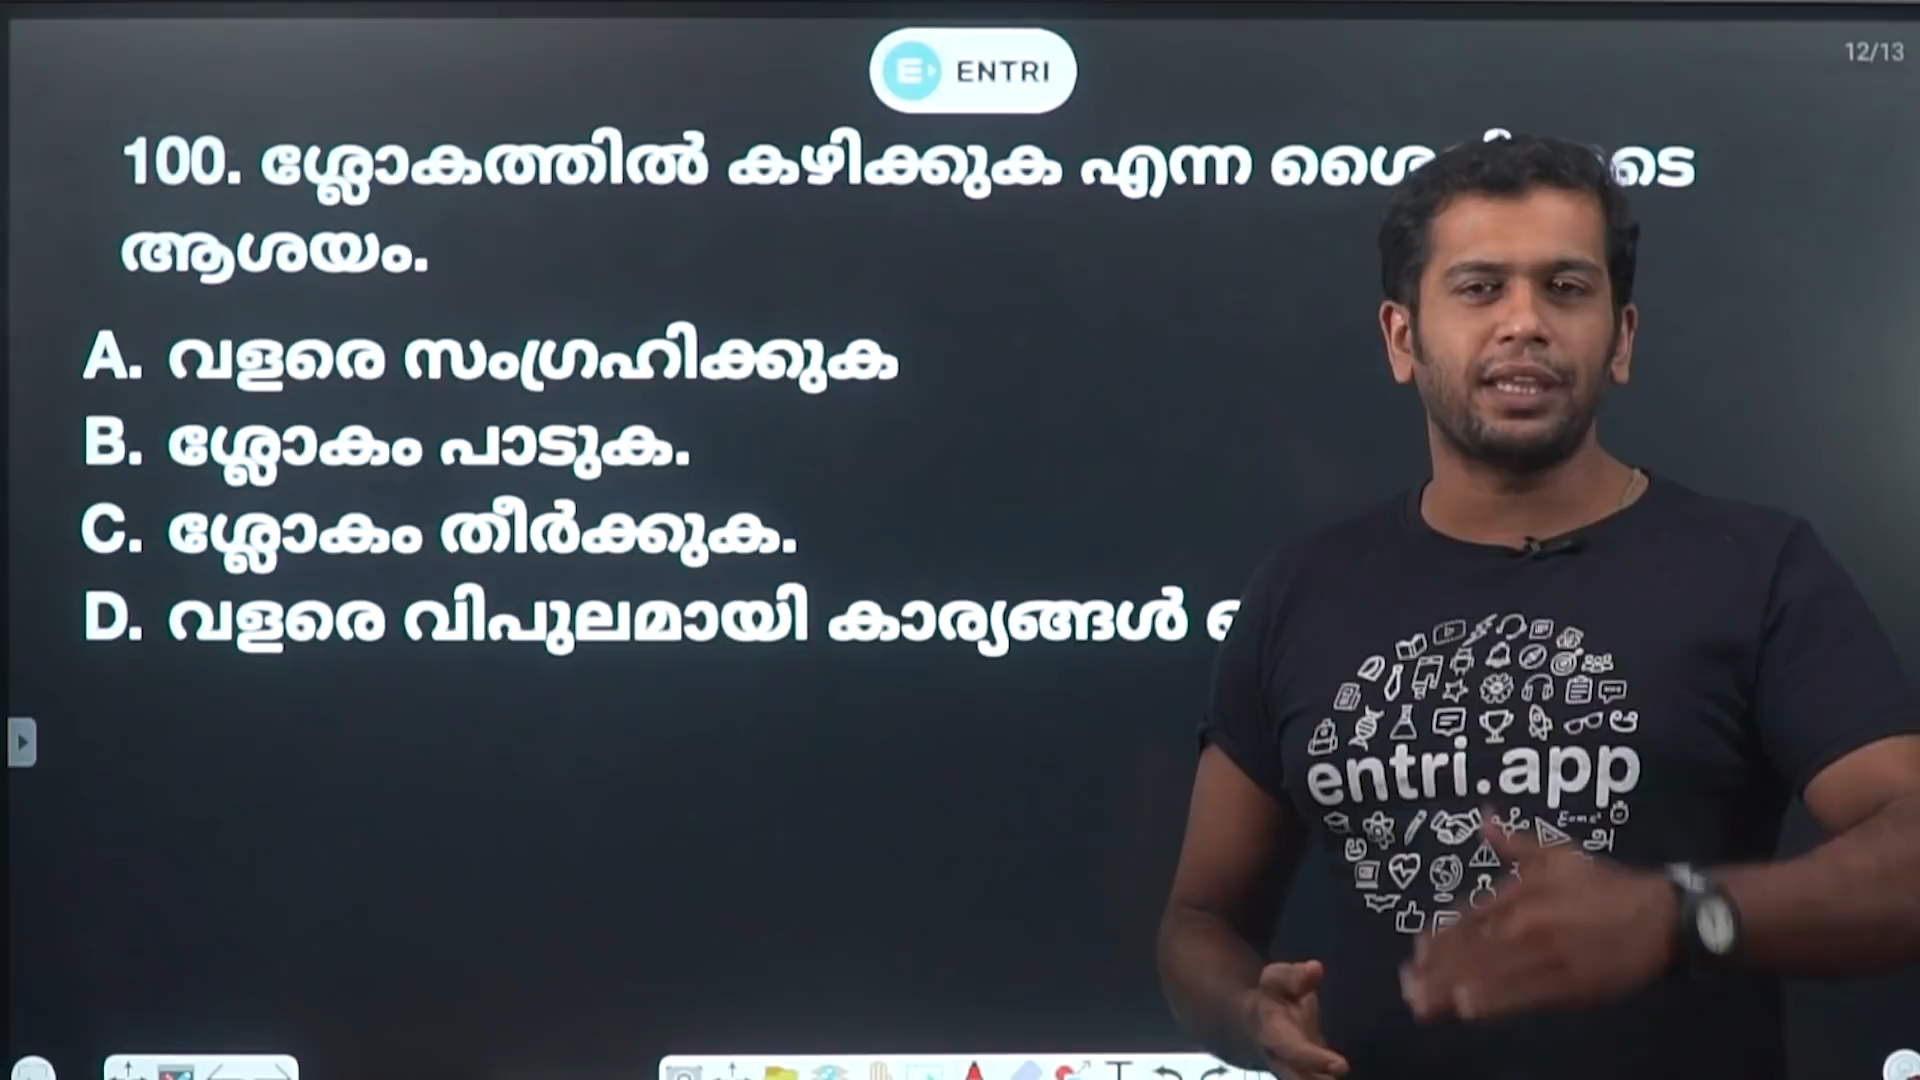 ENTRI
12/13
100. ശ്ലോകത്തിൽ കഴിക്കുക എന്ന
ആശയം.
A. വളരെ സംഗ്രഹിക്കുക
B. ശ്ലോകം പാടുക.
C. ശ്ലോകം തീർക്കുക.
D. വളരെ വിപുലമായി കാര്യങ്ങൾ
entri.app